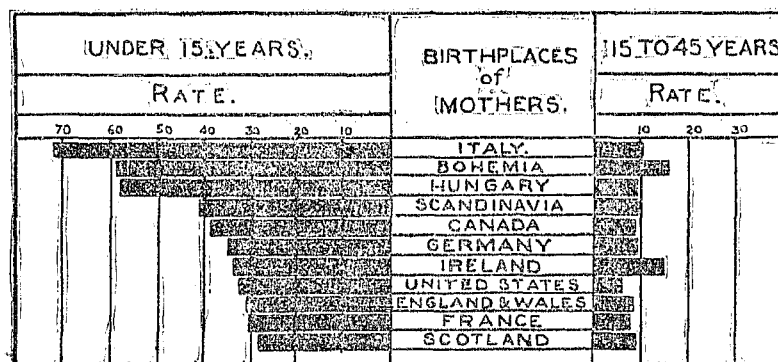 UNDER 15 YEARS.
BIRTHPLACES
of
MOTHERS.
15 TO 45 YEARS
RATE.
RATE.
70 60 50 40 30 20 10
10 20 30
ITALY.
BOHEMIA
HUNGARY
SCANDINAVIA
CANADA
GERMANY
IRELAND
UNITED STATES
ENGLAND & WALES
FRANCE
SCOTLAND